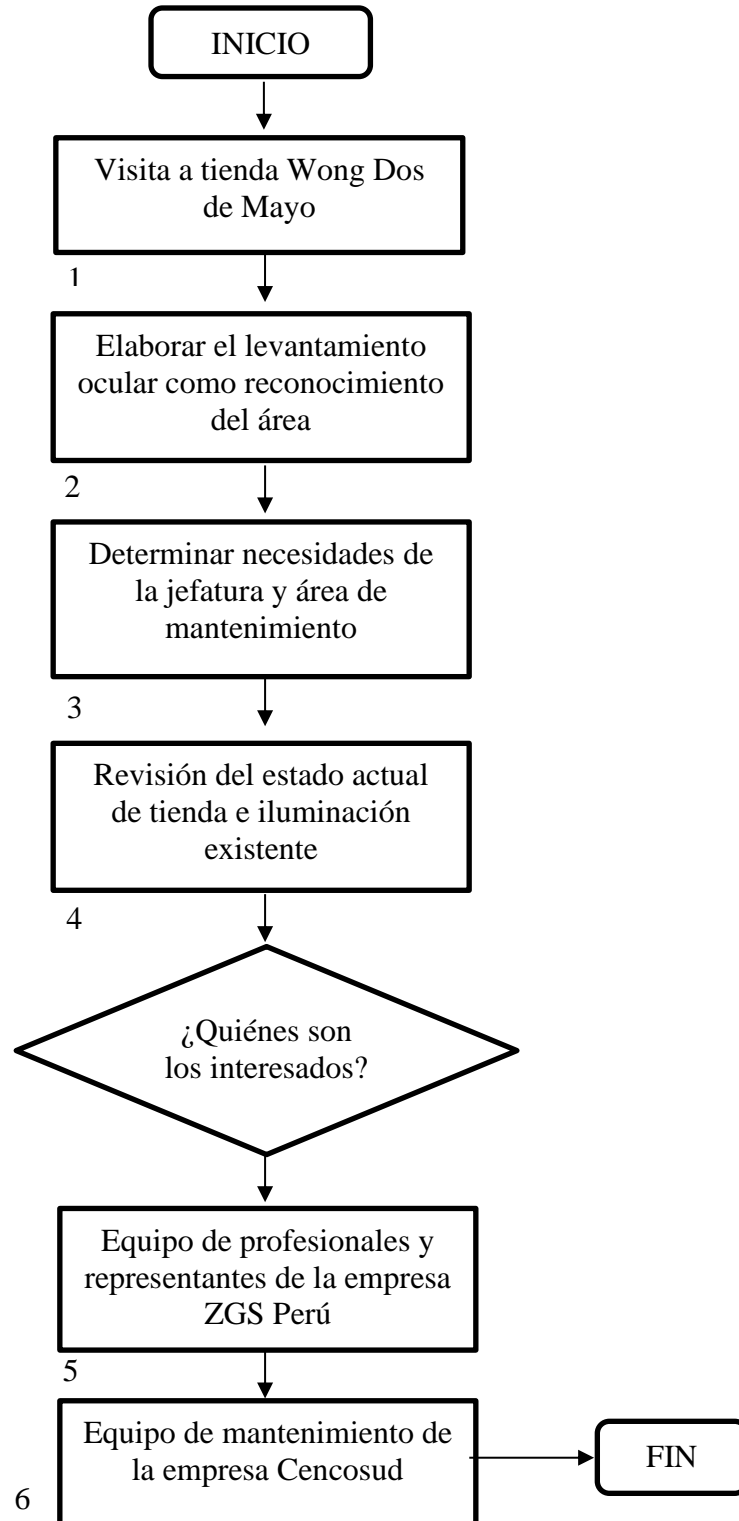 INICIO
Visita a tienda Wong Dos
de Mayo
1
Elaborar el levantamiento
ocular como reconocimiento
del área
2
Determinar necesidades de
la jefatura y área de
mantenimiento
3
Revisión del estado actual
de tienda e iluminación
existente
4
¿Quiénes son
los interesados?
Equipo de profesionales y
representantes de la empresa
ZGS Perú
5
Equipo de mantenimiento de
la empresa Cencosud
FIN
6